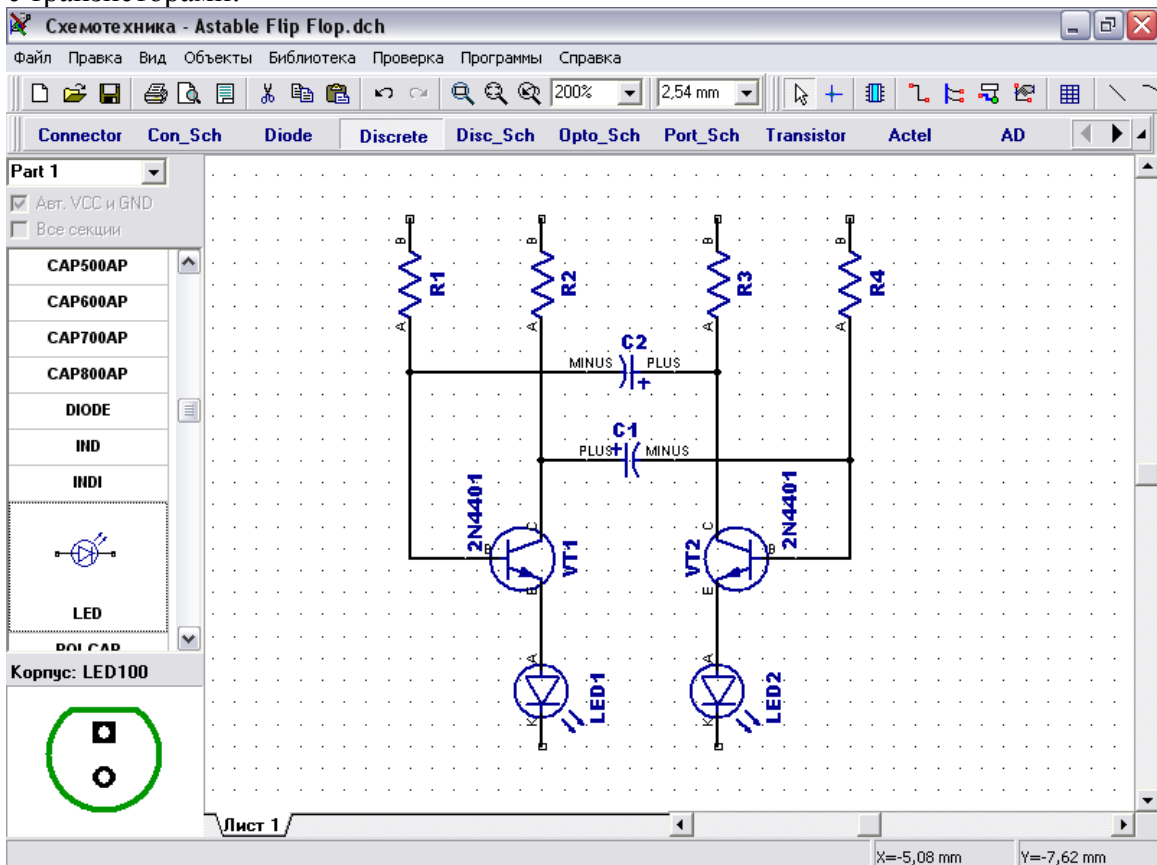 Схемотехника - Astable Flip Flop.dch
Файл Правка Вид Объекты Библиотека Проверка Программы Справка
200% 2,54 mm
Connector Con_Sch Diode Discrete Disc_Sch Opto_Sch Port_Sch Transistor Actel AD
Part 1
Авт. VCC и GND
Все секции
CAP500AP
CAP600AP
CAP700AP
CAP800AP
DIODE
IND
INDI
LED
POLCAP
Корпус: LED100
B B B B
R1 R2 R3 R4
A A A A
C2
MINUS PLUS
+
C1
PLUS + MINUS
2N4401 2N4401
C C
B B
VT1 VT2
E E
A A
LED1 LED2
K K
Лист 1
X=-5,08 mm Y=-7,62 mm